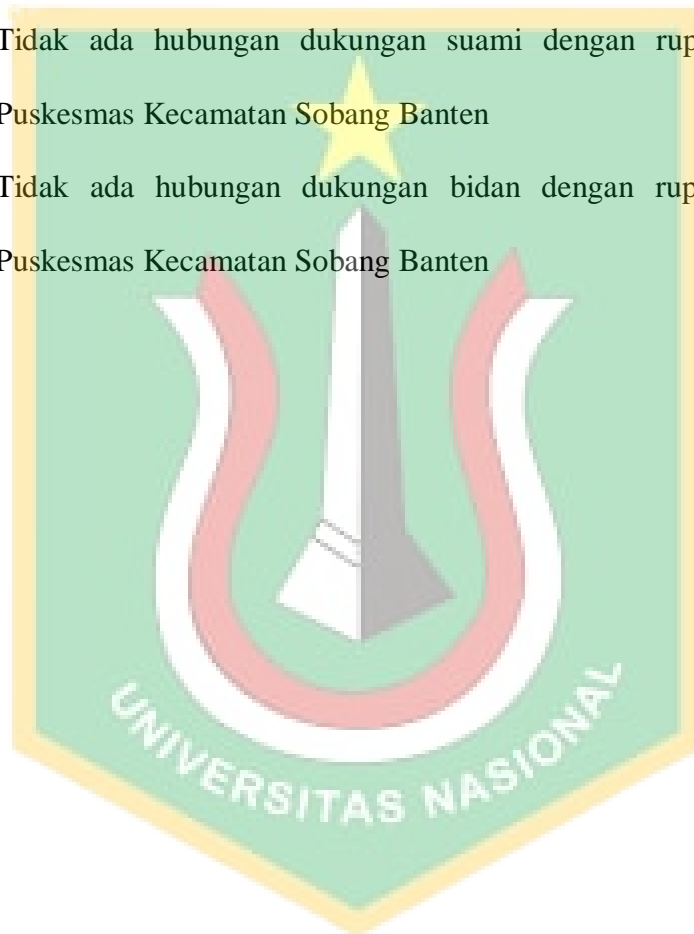 Tidak ada hubungan dukungan suami dengan rup
Puskesmas Kecamatan Sobang Banten
Tidak ada hubungan dukungan bidan dengan rup
Puskesmas Kecamatan Sobang Banten
UNIVERSITAS NASIONAL